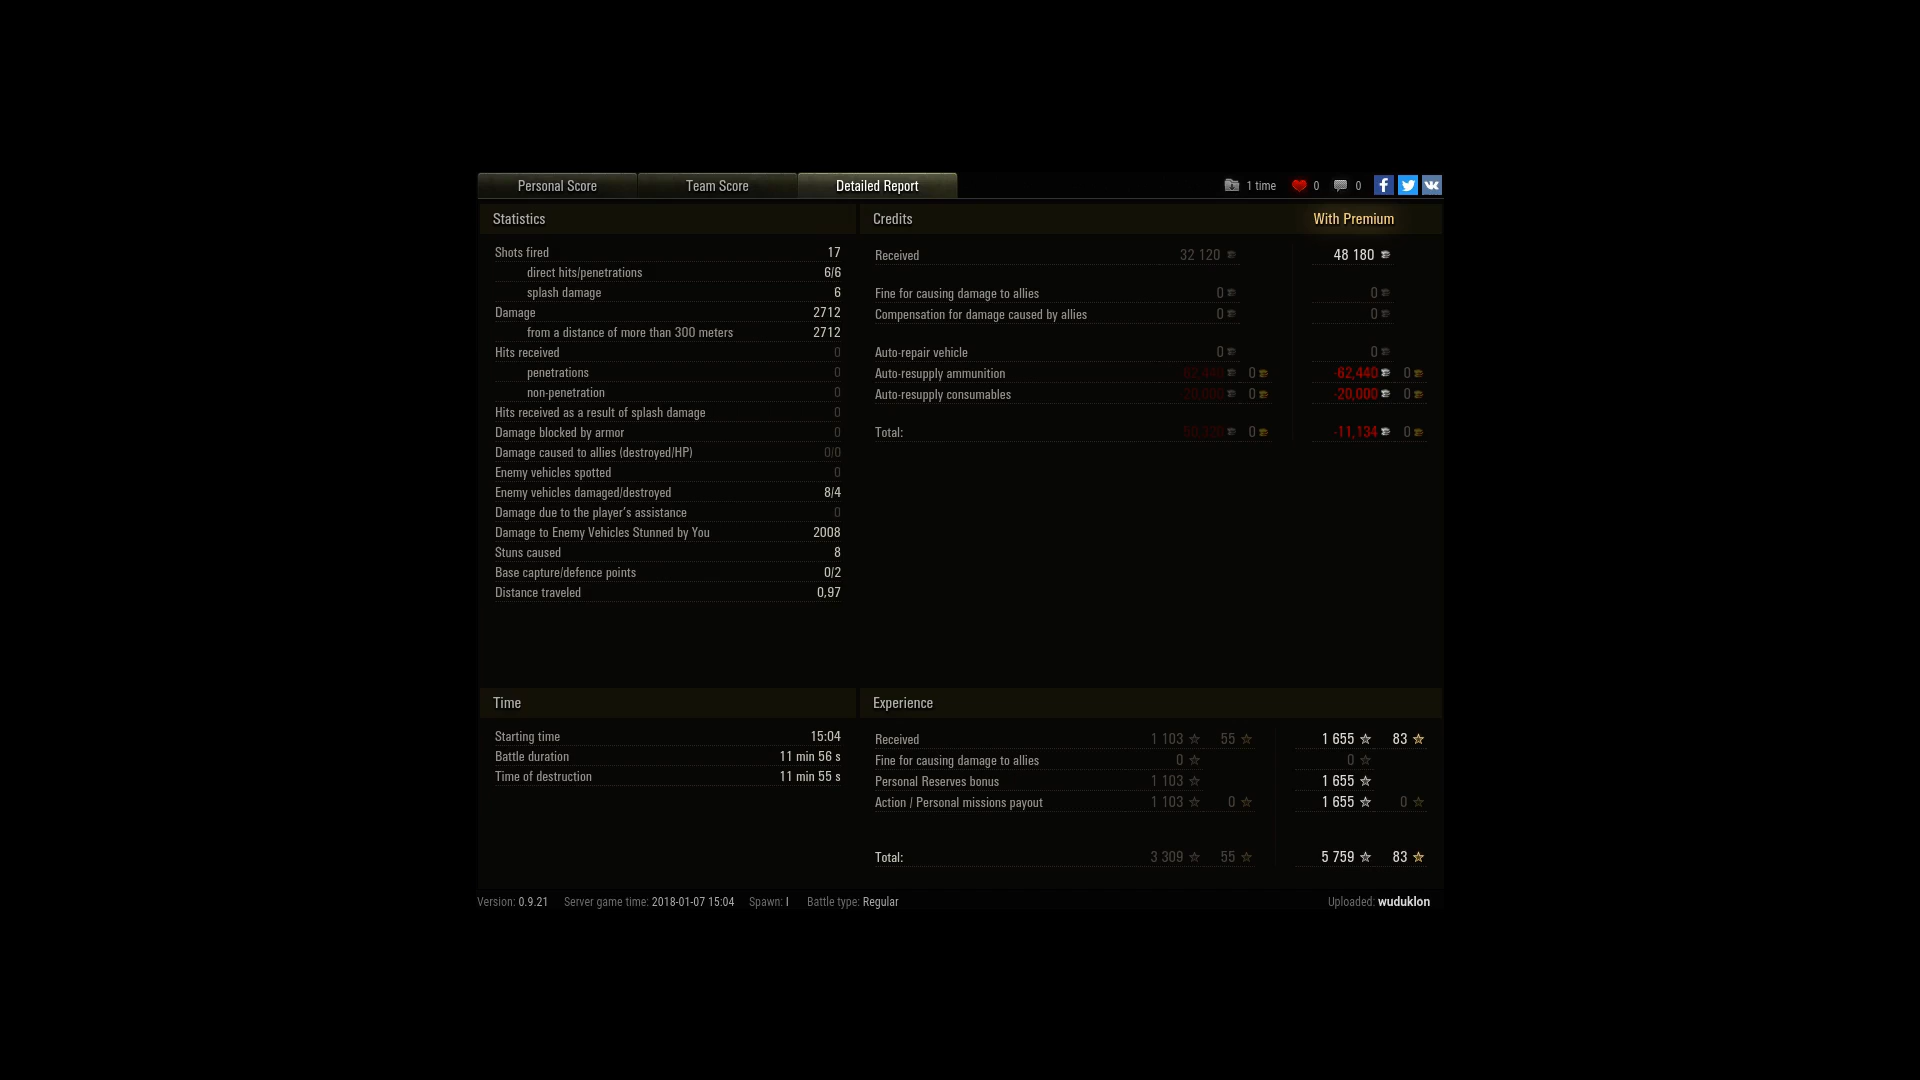 Personal Score Team Score Detailed Report 1 time 0 0
Statistics
Shots fired 17
direct hits/penetrations 6/6
splash damage 6
Damage 2712
from a distance of more than 300 meters 2712
Hits received 0
penetrations 0
non-penetration 0
Hits received as a result of splash damage 0
Damage blocked by armor 0
Damage caused to allies (destroyed/HP) 0/0
Enemy vehicles spotted 0
Enemy vehicles damaged/destroyed 8/4
Damage due to the player's assistance 0
Damage to Enemy Vehicles Stunned by You 2008
Stuns caused 8
Base capture/defence points 0/2
Distance traveled 0,97
Credits With Premium
Received 32 120 48 180
Fine for causing damage to allies 0 0
Compensation for damage caused by allies 0 0
Auto-repair vehicle 0 0
Auto-resupply ammunition 62,440 0 -62,440 0
Auto-resupply consumables 20,000 0 -20,000 0
Total: 50,320 0 -11,134 0
Time
Starting time 15:04
Battle duration 11 min 56 s
Time of destruction 11 min 55 s
Experience
Received 1 103 55 1 655 83
Fine for causing damage to allies 0 0
Personal Reserves bonus 1 103 1 655
Action / Personal missions payout 1 103 0 1 655 0
Total: 3 309 55 5 759 83
Version: 0.9.21 Server game time: 2018-01-07 15:04 Spawn: I Battle type: Regular Uploaded: wuduklon